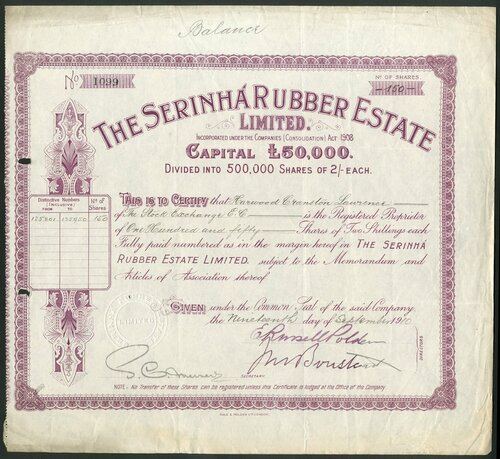 Balance
No 1099
No OF SHARES
-150-
THE SERINHÁ RUBBER ESTATE
LIMITED.
INCORPORATED UNDER THE COMPANIES (CONSOLIDATION) ACT 1908
CAPITAL £50,000.
DIVIDED INTO 500,000 SHARES OF 2/- EACH.
Distinctive Numbers
(INCLUSIVE)
FROM TO
No of Shares
150
THIS IS TO CERTIFY that Harwood Cranston Lawrence
of The Stock Exchange E.C. is the Registered Proprietor
of One Hundred and fifty Shares of Two Shillings each
Fully paid numbered as in the margin hereof in THE SERINHÁ
RUBBER ESTATE LIMITED. subject to the Memorandum and
Articles of Association thereof
GIVEN under the Common Seal of the said Company
the Nineteenth day of September 1910
DIRECTORS
SECRETARY
NOTE:- No Transfer of these Shares can be registered unless this Certificate is lodged at the Office of the Company